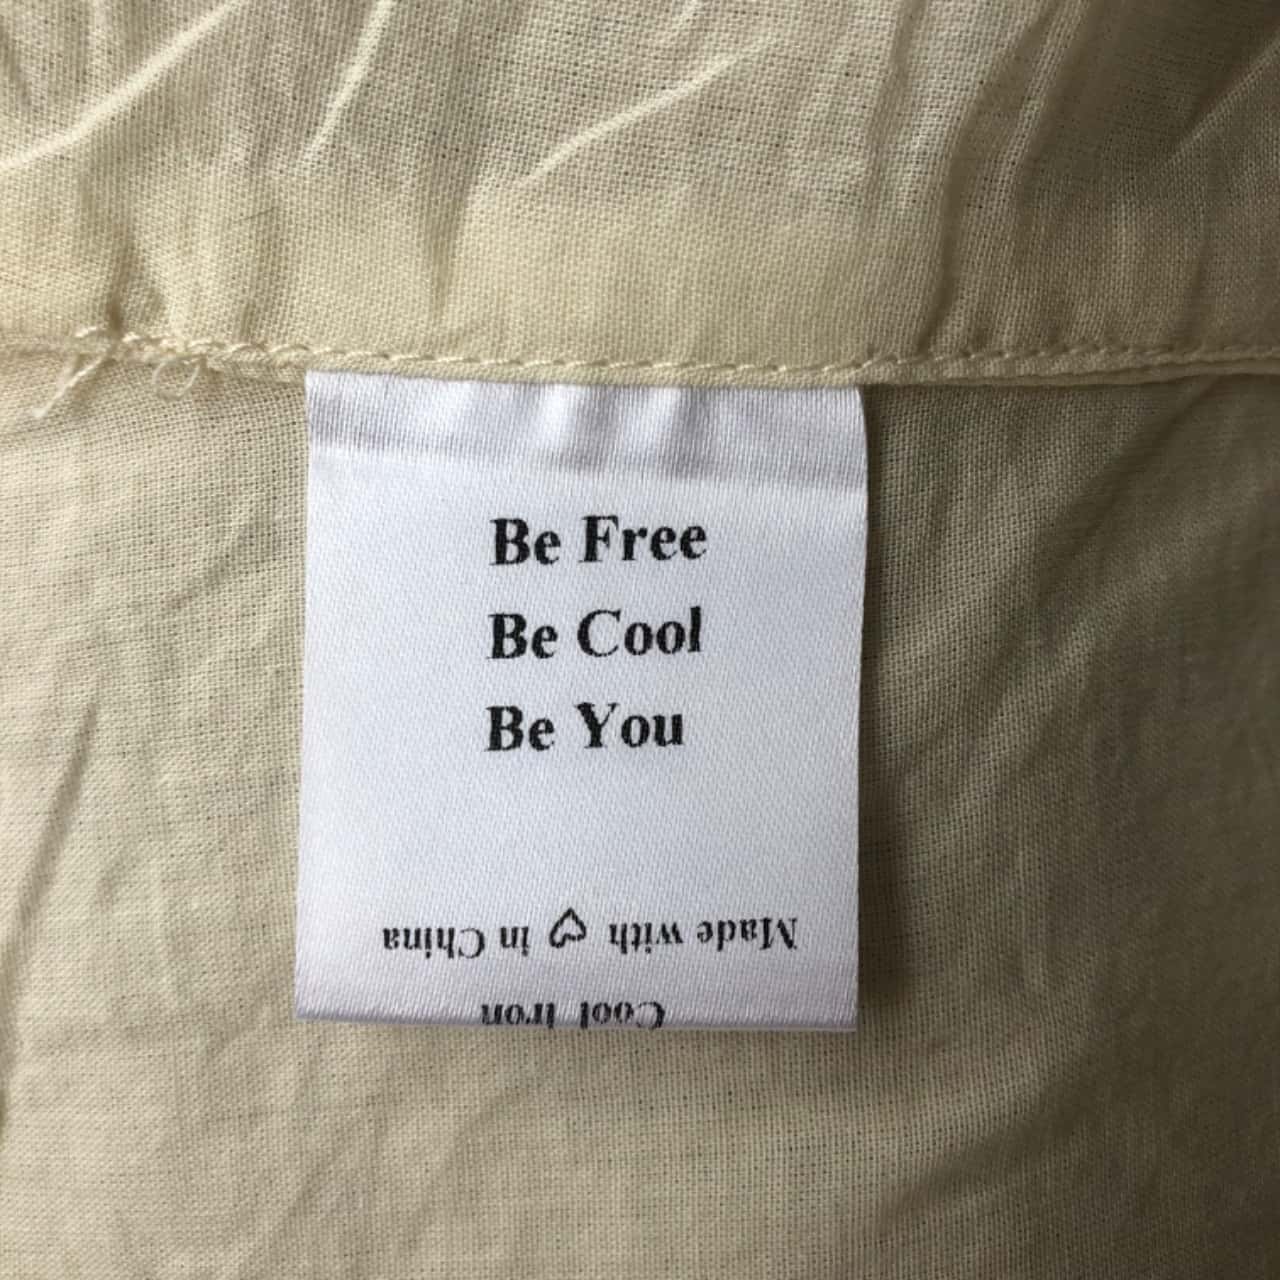 Be Free
Be Cool
Be You
Made with ♡ in China
Cool Iron